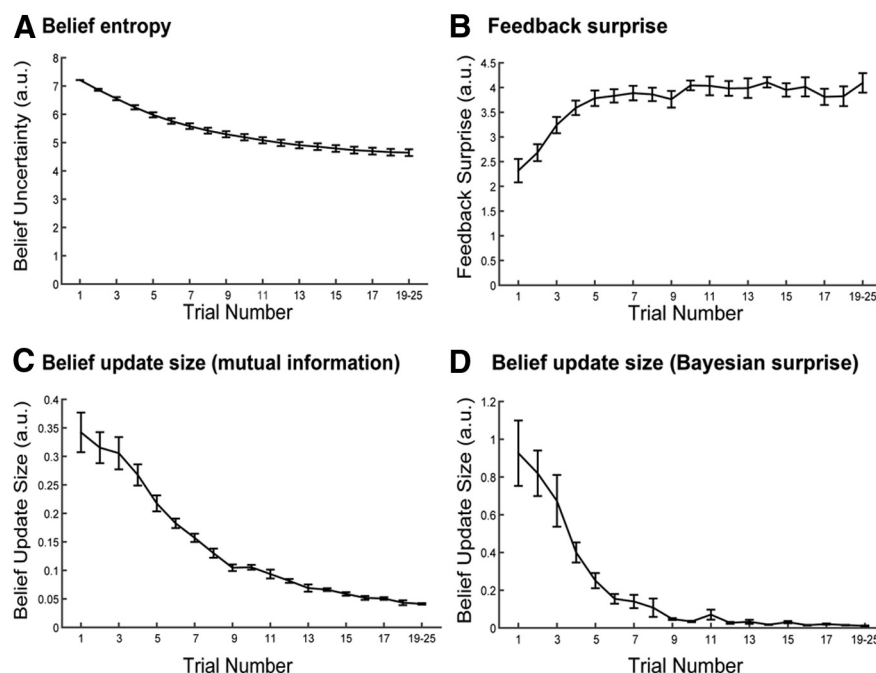 A Belief entropy
Belief Uncertainty (a.u.)
8
7
6
5
4
3
2
1
0
1 3 5 7 9 11 13 15 17 19-25
Trial Number
B Feedback surprise
Feedback Surprise (a.u.)
4.5
4
3.5
3
2.5
2
1.5
1
0.5
0
1 3 5 7 9 11 13 15 17 19-25
Trial Number
C Belief update size (mutual information)
Belief Update Size (a.u.)
0.4
0.35
0.3
0.25
0.2
0.15
0.1
0.05
0
1 3 5 7 9 11 13 15 17 19-25
Trial Number
D Belief update size (Bayesian surprise)
Belief Update Size (a.u.)
1.2
1
0.8
0.6
0.4
0.2
0
1 3 5 7 9 11 13 15 17 19-25
Trial Number